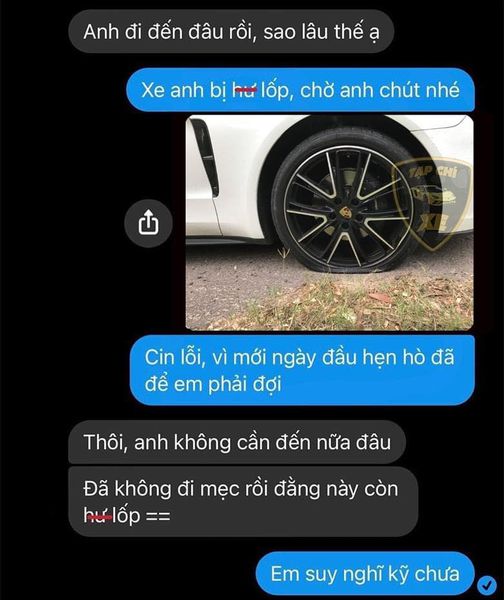 Anh đi đến đâu rồi, sao lâu thế ạ
Xe anh bị hư lốp, chờ anh chút nhé
TẠP CHÍ
XE
Cin lỗi, vì mới ngày đầu hẹn hò đã
để em phải đợi
Thôi, anh không cần đến nữa đâu
Đã không đi mẹc rồi đằng này còn
hư lốp ==
Em suy nghĩ kỹ chưa